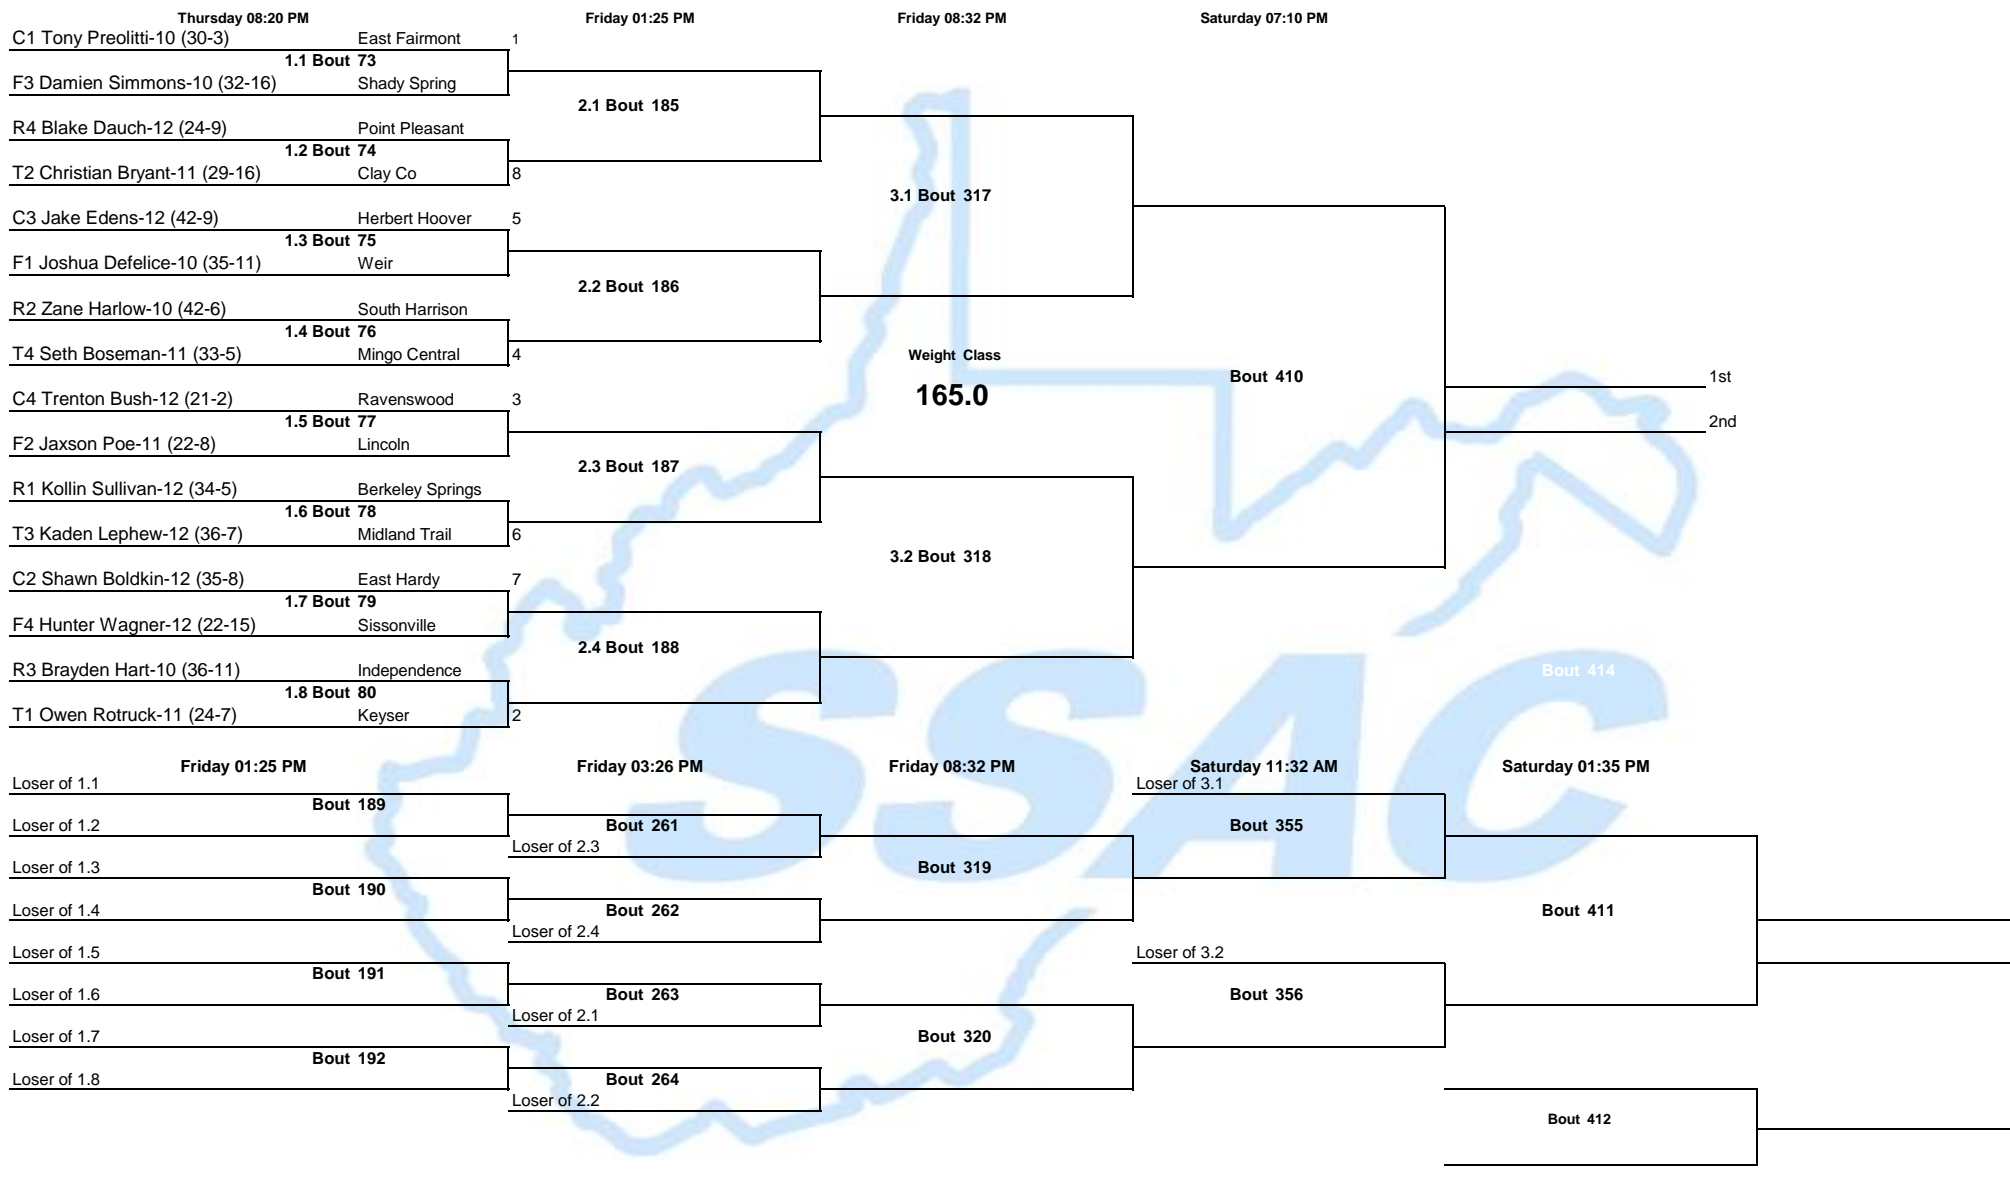 Thursday 08:20 PM Friday 01:25 PM Friday 08:32 PM Saturday 07:10 PM
C1 Tony Preolitti-10 (30-3) East Fairmont 1
1.1 Bout 73
F3 Damien Simmons-10 (32-16) Shady Spring
2.1 Bout 185
R4 Blake Dauch-12 (24-9) Point Pleasant
1.2 Bout 74
T2 Christian Bryant-11 (29-16) Clay Co 8
3.1 Bout 317
C3 Jake Edens-12 (42-9) Herbert Hoover 5
1.3 Bout 75
F1 Joshua Defelice-10 (35-11) Weir
2.2 Bout 186
R2 Zane Harlow-10 (42-6) South Harrison
1.4 Bout 76
T4 Seth Boseman-11 (33-5) Mingo Central 4
Weight Class
Bout 410 1st
165.0
C4 Trenton Bush-12 (21-2) Ravenswood 3
1.5 Bout 77 2nd
F2 Jaxson Poe-11 (22-8) Lincoln
2.3 Bout 187
R1 Kollin Sullivan-12 (34-5) Berkeley Springs
1.6 Bout 78
T3 Kaden Lephew-12 (36-7) Midland Trail 6
3.2 Bout 318
C2 Shawn Boldkin-12 (35-8) East Hardy 7
1.7 Bout 79
F4 Hunter Wagner-12 (22-15) Sissonville
2.4 Bout 188
R3 Brayden Hart-10 (36-11) Independence Bout 414
1.8 Bout 80
T1 Owen Rotruck-11 (24-7) Keyser 2
SSAC
Friday 01:25 PM Friday 03:26 PM Friday 08:32 PM Saturday 11:32 AM Saturday 01:35 PM
Loser of 1.1 Loser of 3.1
Bout 189
Loser of 1.2 Bout 261 Bout 355
Loser of 2.3
Loser of 1.3 Bout 319
Bout 190
Loser of 1.4 Bout 262 Bout 411
Loser of 2.4
Loser of 1.5 Loser of 3.2
Bout 191
Loser of 1.6 Bout 263 Bout 356
Loser of 2.1
Loser of 1.7 Bout 320
Bout 192
Loser of 1.8 Bout 264
Loser of 2.2
Bout 412